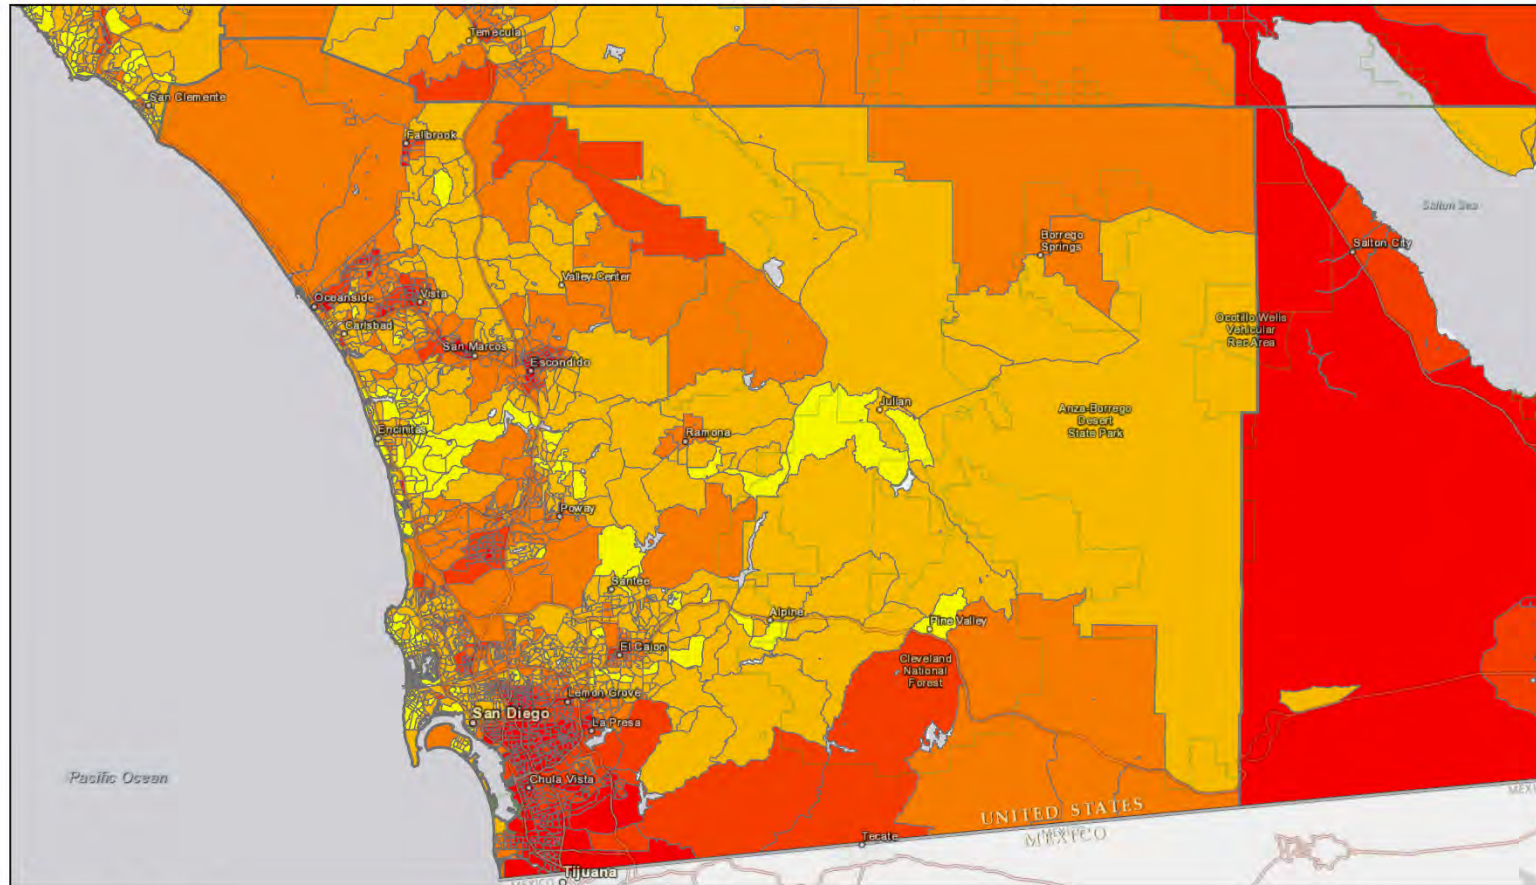 Temecula
San Clemente
Fallbrook
Salton Sea
Borrego
Springs
Salton City
Valley Center
Oceanside
Vista
Carlsbad
Ocotillo Wells
Vehicular
Rec Area
San Marcos
Escondido
Julian
Anza-Borrego
Desert
State Park
Encinitas
Ramona
Poway
Santee
Alpine
Pine Valley
El Cajon
Cleveland
National
Forest
Lemon Grove
San Diego
La Presa
Pacific Ocean
Chula Vista
UNITED STATES
MEXICO
Tecate
Tijuana
MEXICO